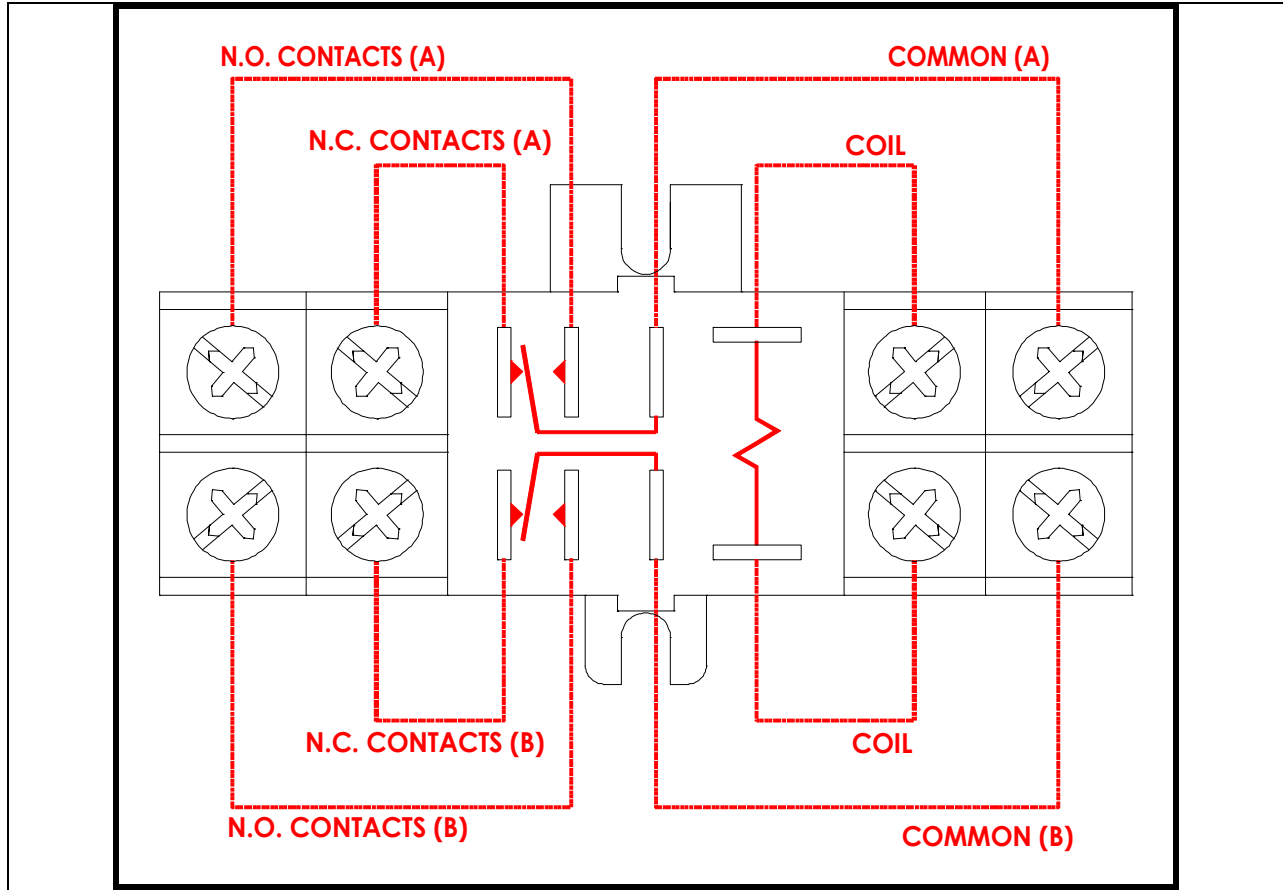 N.O. CONTACTS (A)
COMMON (A)
N.C. CONTACTS (A)
COIL
N.C. CONTACTS (B)
COIL
N.O. CONTACTS (B)
COMMON (B)